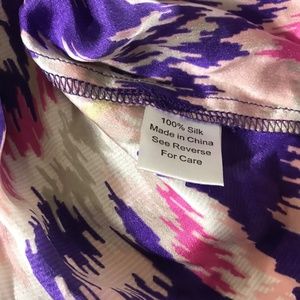 100% Silk
Made in China
See Reverse
For Care